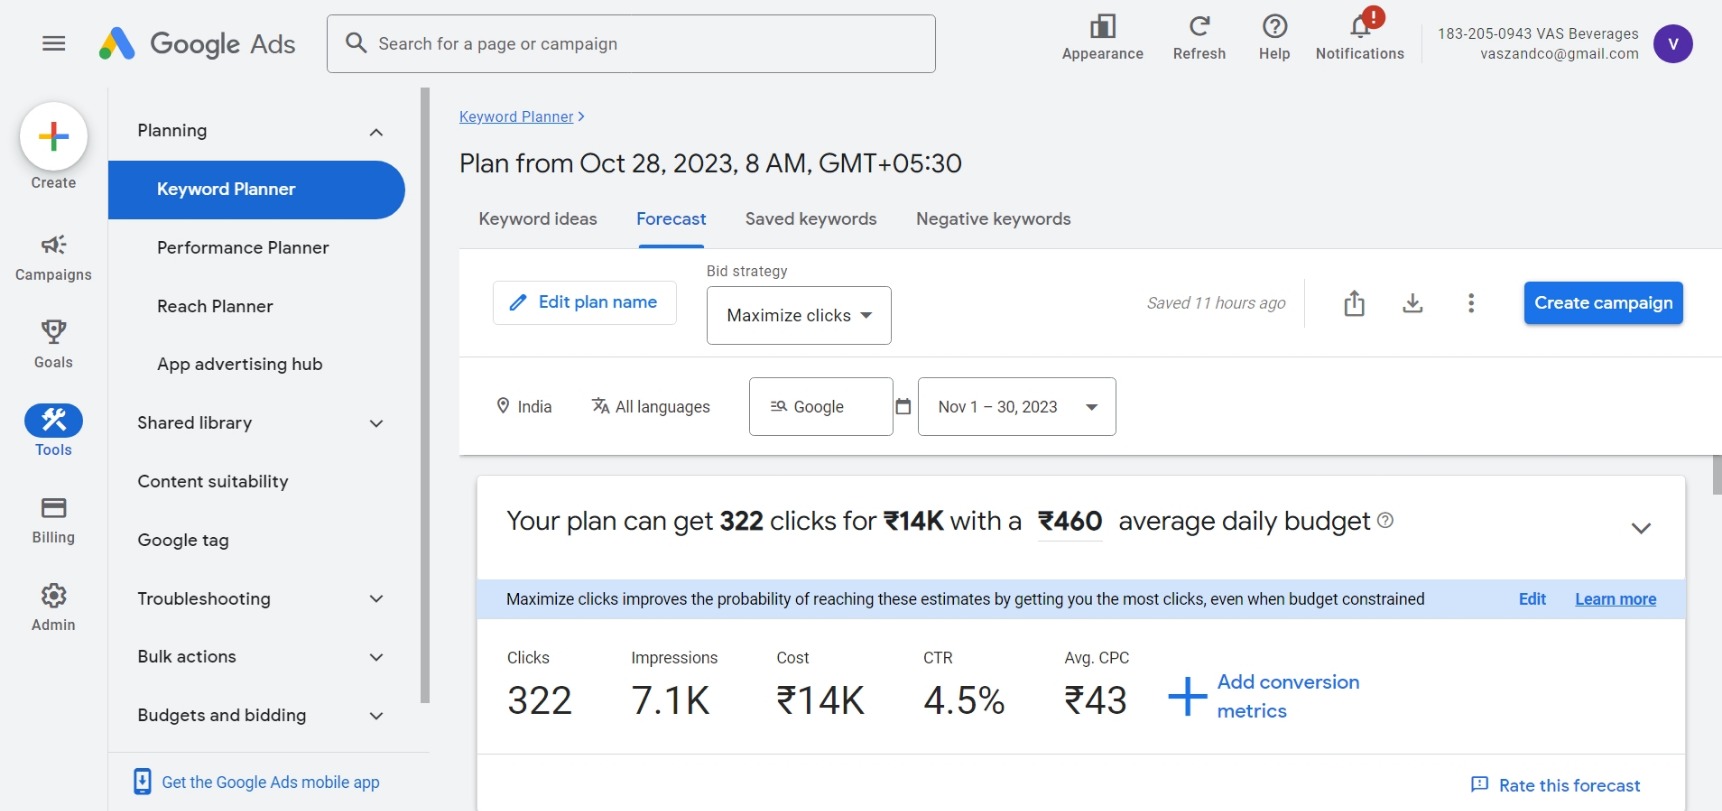 Google Ads
Search for a page or campaign
Appearance
Refresh
Help
!
Notifications
183-205-0943 VAS Beverages
vaszandco@gmail.com
V
Create
Campaigns
Goals
Tools
Billing
Admin
Planning
Keyword Planner
Performance Planner
Reach Planner
App advertising hub
Shared library
Content suitability
Google tag
Troubleshooting
Bulk actions
Budgets and bidding
Get the Google Ads mobile app
Keyword Planner
Plan from Oct 28, 2023, 8 AM, GMT+05:30
Keyword ideas Forecast Saved keywords Negative keywords
Edit plan name
Bid strategy
Maximize clicks
Saved 11 hours ago
Create campaign
India
All languages
Google
Nov 1 – 30, 2023
Your plan can get 322 clicks for ₹14K with a ₹460 average daily budget
Maximize clicks improves the probability of reaching these estimates by getting you the most clicks, even when budget constrained Edit Learn more
Clicks Impressions Cost CTR Avg. CPC
322 7.1K ₹14K 4.5% ₹43
Add conversion
metrics
Rate this forecast